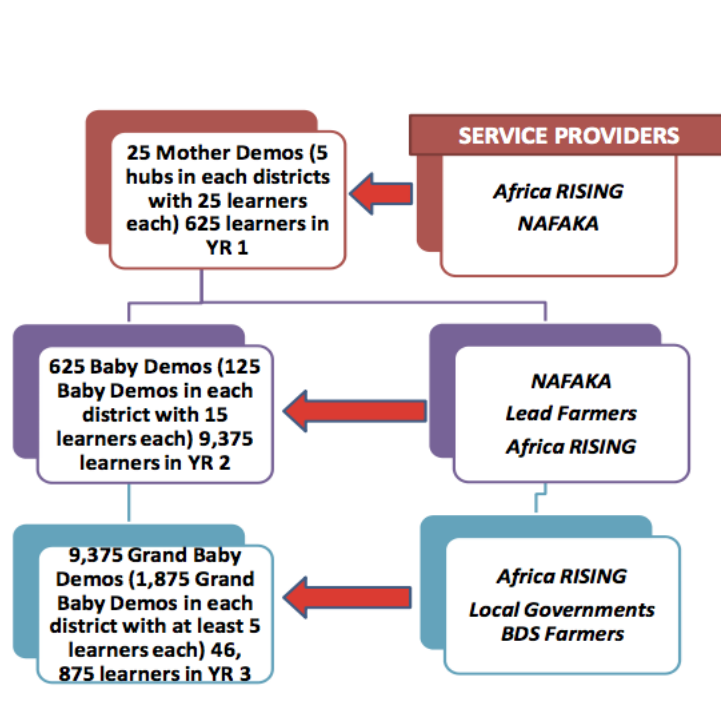 25 Mother Demos (5
hubs in each districts
with 25 learners
each) 625 learners in
YR 1
SERVICE PROVIDERS
Africa RISING
NAFAKA
625 Baby Demos (125
Baby Demos in each
district with 15
learners each) 9,375
learners in YR 2
NAFAKA
Lead Farmers
Africa RISING
9,375 Grand Baby
Demos (1,875 Grand
Baby Demos in each
district with at least 5
learners each) 46,
875 learners in YR 3
Africa RISING
Local Governments
BDS Farmers